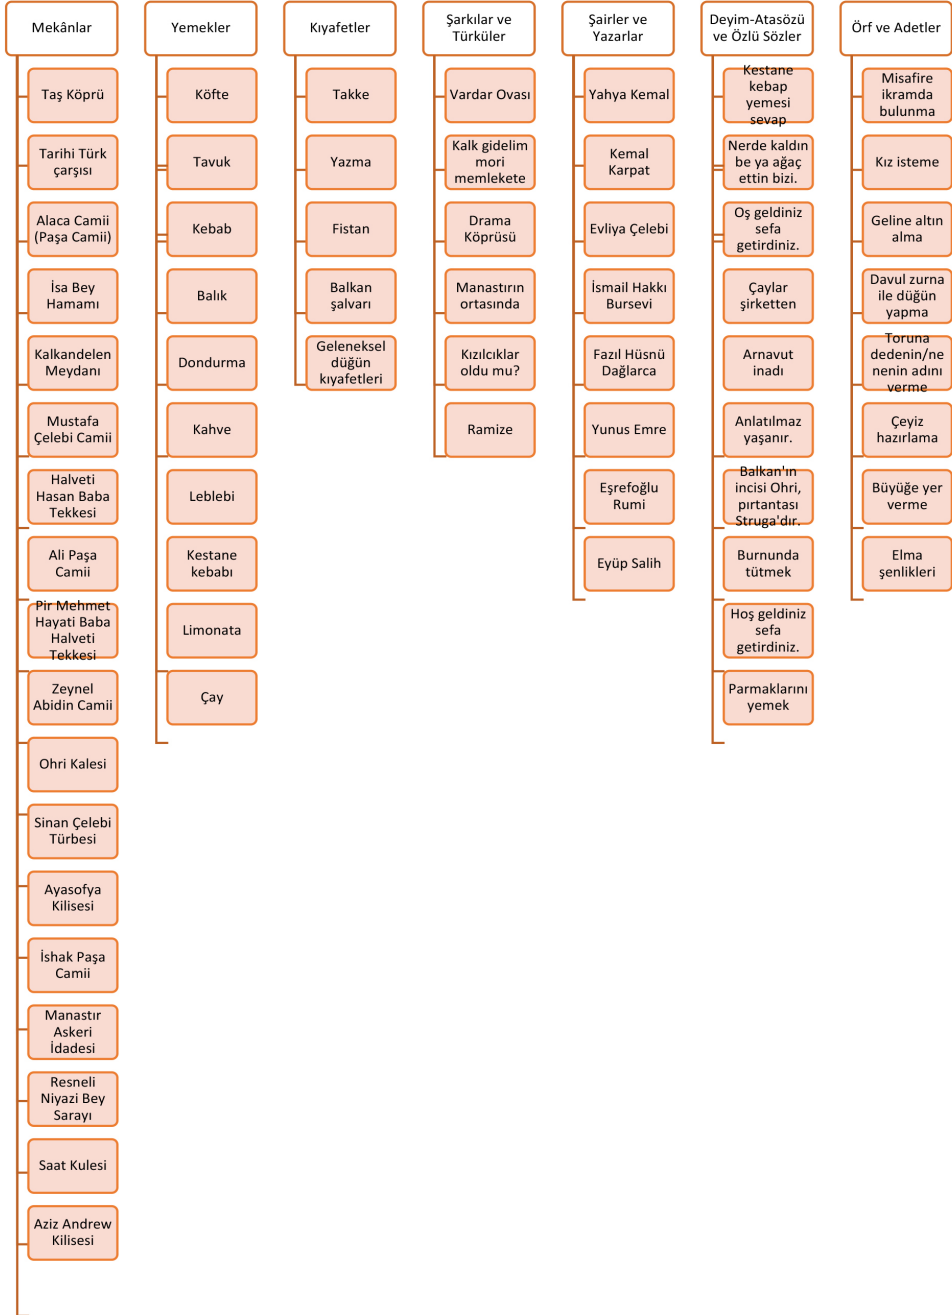 Mekânlar
Taş Köprü
Tarihi Türk
çarşısı
Alaca Camii
(Paşa Camii)
İsa Bey
Hamamı
Kalkandelen
Meydanı
Mustafa
Çelebi Camii
Halveti
Hasan Baba
Tekkesi
Ali Paşa
Camii
Pir Mehmet
Hayati Baba
Halveti
Tekkesi
Zeynel
Abidin Camii
Ohri Kalesi
Sinan Çelebi
Türbesi
Ayasofya
Kilisesi
İshak Paşa
Camii
Manastır
Askeri
İdadesi
Resneli
Niyazi Bey
Sarayı
Saat Kulesi
Aziz Andrew
Kilisesi
Yemekler
Köfte
Tavuk
Kebab
Balık
Dondurma
Kahve
Leblebi
Kestane
kebabı
Limonata
Çay
Kıyafetler
Takke
Yazma
Fistan
Balkan
şalvarı
Geleneksel
düğün
kıyafetleri
Şarkılar ve
Türküler
Vardar Ovası
Kalk gidelim
mori
memlekete
Drama
Köprüsü
Manastırın
ortasında
Kızılcıklar
oldu mu?
Ramize
Şairler ve
Yazarlar
Yahya Kemal
Kemal
Karpat
Evliya Çelebi
İsmail Hakkı
Bursevi
Fazıl Hüsnü
Dağlarca
Yunus Emre
Eşrefoğlu
Rumi
Eyüp Salih
Deyim-Atasözü
ve Özlü Sözler
Kestane
kebap
yemesi
sevap
Nerde kaldın
be ya ağaç
ettin bizi.
Oş geldiniz
sefa
getirdiniz.
Çaylar
şirketten
Arnavut
inadı
Anlatılmaz
yaşanır.
Balkan'ın
incisi Ohri,
pırtantası
Struga'dır.
Burnunda
tütmek
Hoş geldiniz
sefa
getirdiniz.
Parmaklarını
yemek
Örf ve Adetler
Misafire
ikramda
bulunma
Kız isteme
Geline altın
alma
Davul zurna
ile düğün
yapma
Toruna
dedenin/ne
nenin adını
verme
Çeyiz
hazırlama
Büyüğe yer
verme
Elma
şenlikleri